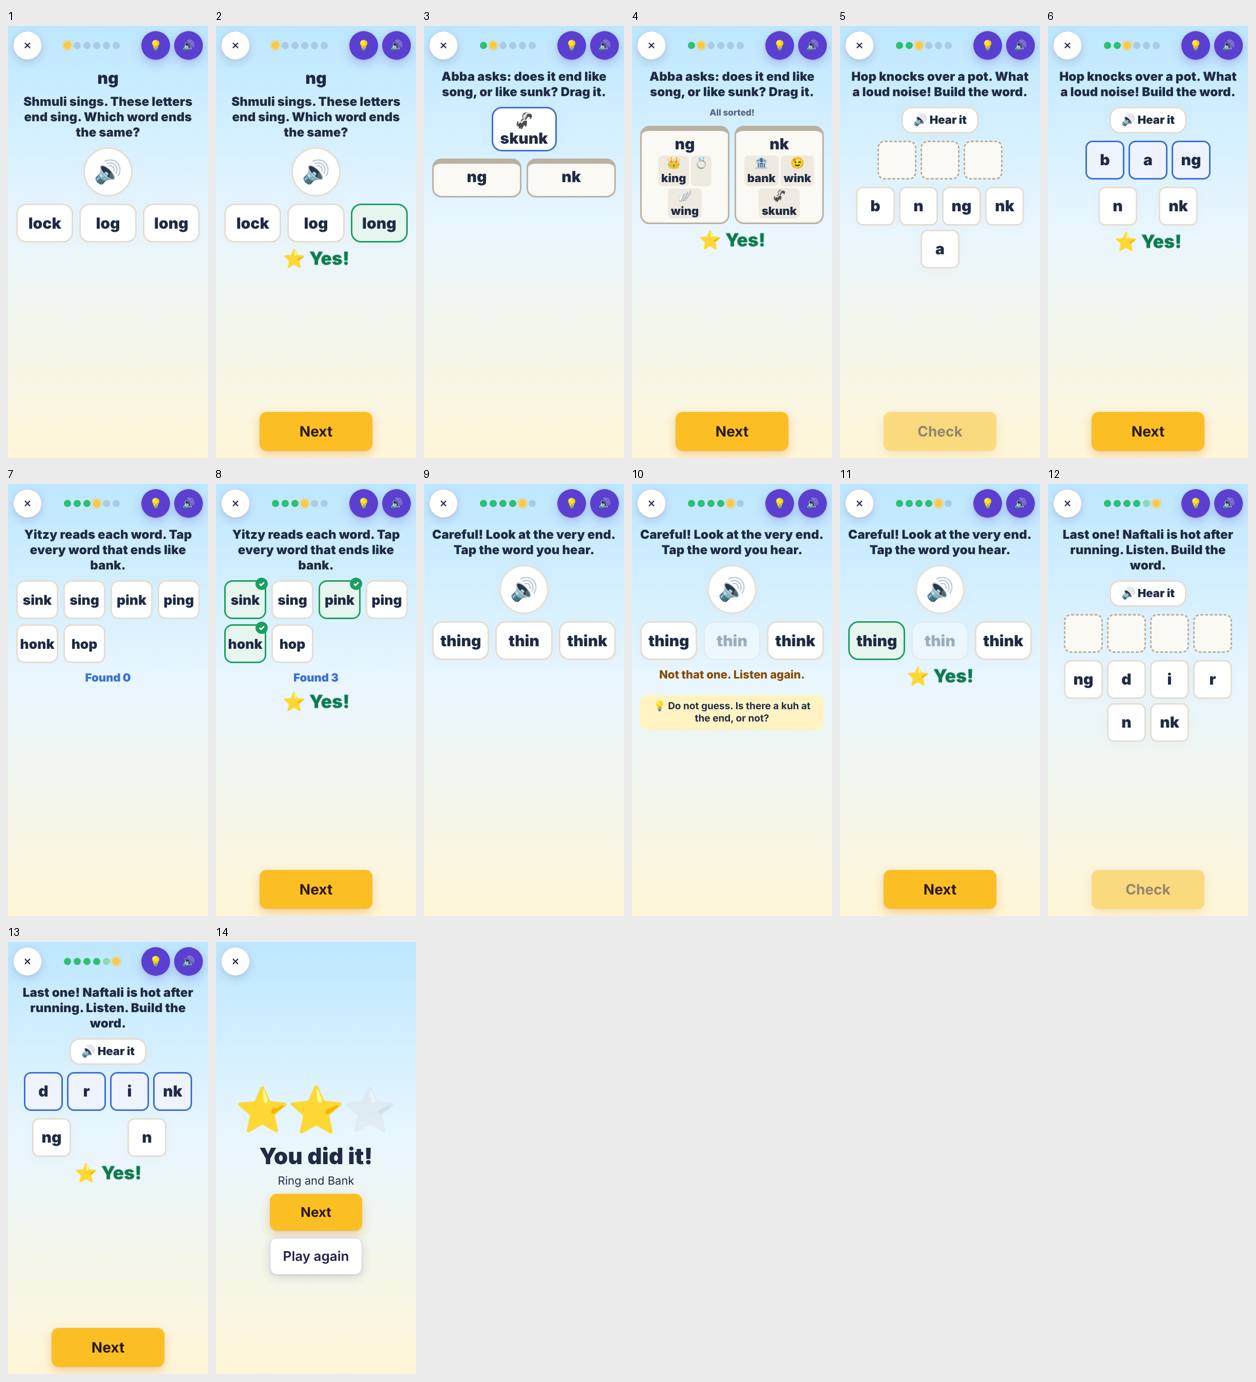 1
ng
Shmuli sings. These letters
end sing. Which word ends
the same?
lock log long
2
ng
Shmuli sings. These letters
end sing. Which word ends
the same?
lock log long
Yes!
Next
3
Abba asks: does it end like
song, or like sunk? Drag it.
skunk
ng nk
4
Abba asks: does it end like
song, or like sunk? Drag it.
All sorted!
ng nk
king bank wink
wing skunk
Yes!
Next
5
Hop knocks over a pot. What
a loud noise! Build the word.
Hear it
b n ng nk
a
Check
6
Hop knocks over a pot. What
a loud noise! Build the word.
Hear it
b a ng
n nk
Yes!
Next
7
Yitzy reads each word. Tap
every word that ends like
bank.
sink sing pink ping
honk hop
Found 0
8
Yitzy reads each word. Tap
every word that ends like
bank.
sink sing pink ping
honk hop
Found 3
Yes!
Next
9
Careful! Look at the very end.
Tap the word you hear.
thing thin think
10
Careful! Look at the very end.
Tap the word you hear.
thing thin think
Not that one. Listen again.
Do not guess. Is there a kuh at
the end, or not?
11
Careful! Look at the very end.
Tap the word you hear.
thing thin think
Yes!
Next
12
Last one! Naftali is hot after
running. Listen. Build the
word.
Hear it
ng d i r
n nk
Check
13
Last one! Naftali is hot after
running. Listen. Build the
word.
Hear it
d r i nk
ng n
Yes!
Next
14
You did it!
Ring and Bank
Next
Play again